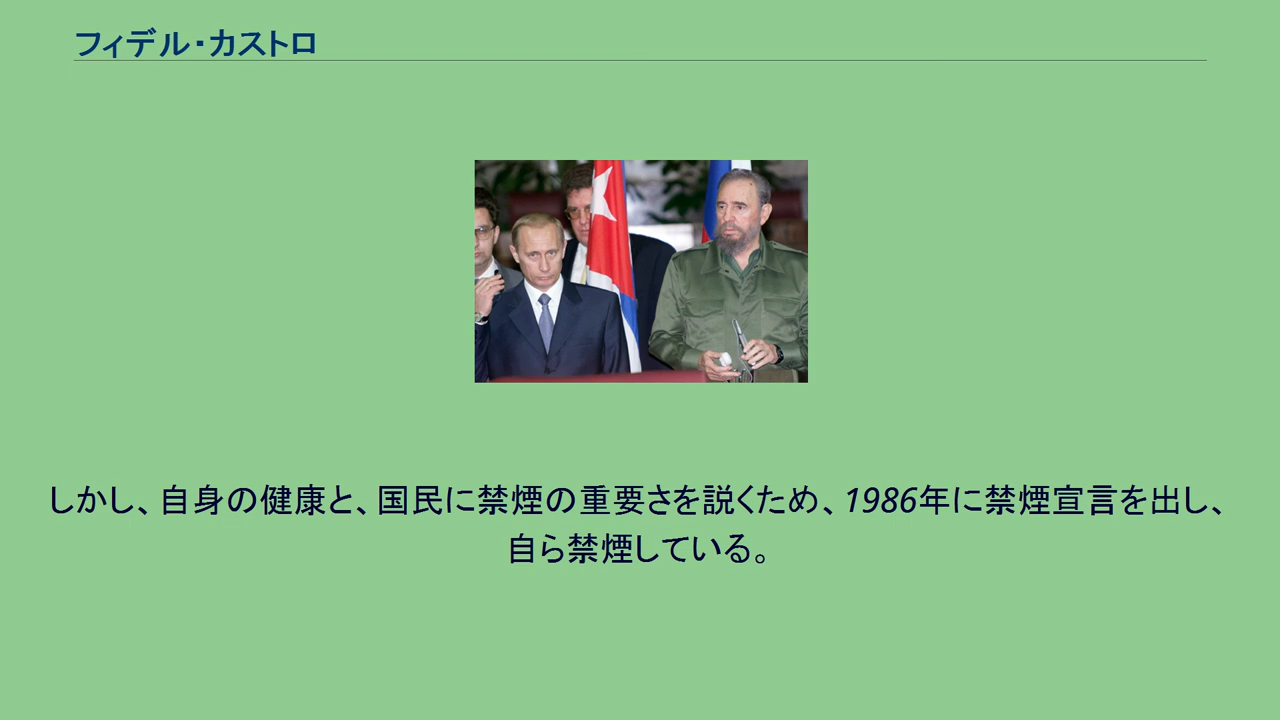 フィデル・カストロ
しかし、自身の健康と、国民に禁煙の重要さを説くため、1986年に禁煙宣言を出し、
自ら禁煙している。